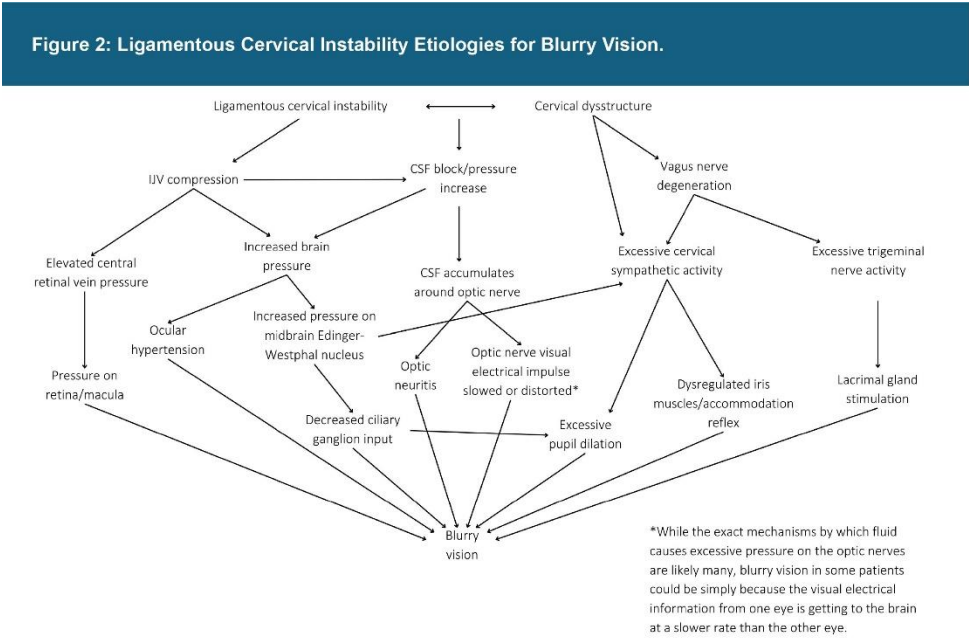 Figure 2: Ligamentous Cervical Instability Etiologies for Blurry Vision.
Ligamentous cervical instability
Cervical dysstructure
IJV compression
CSF block/pressure
increase
Vagus nerve
degeneration
Elevated central
retinal vein pressure
Increased brain
pressure
CSF accumulates
around optic nerve
Excessive cervical
sympathetic activity
Excessive trigeminal
nerve activity
Ocular
hypertension
Increased pressure on
midbrain Edinger-
Westphal nucleus
Pressure on
retina/macula
Optic
neuritis
Optic nerve visual
electrical impulse
slowed or distorted*
Dysregulated iris
muscles/accommodation
reflex
Lacrimal gland
stimulation
Decreased ciliary
ganglion input
Excessive
pupil dilation
Blurry
vision
*While the exact mechanisms by which fluid
causes excessive pressure on the optic nerves
are likely many, blurry vision in some patients
could be simply because the visual electrical
information from one eye is getting to the brain
at a slower rate than the other eye.